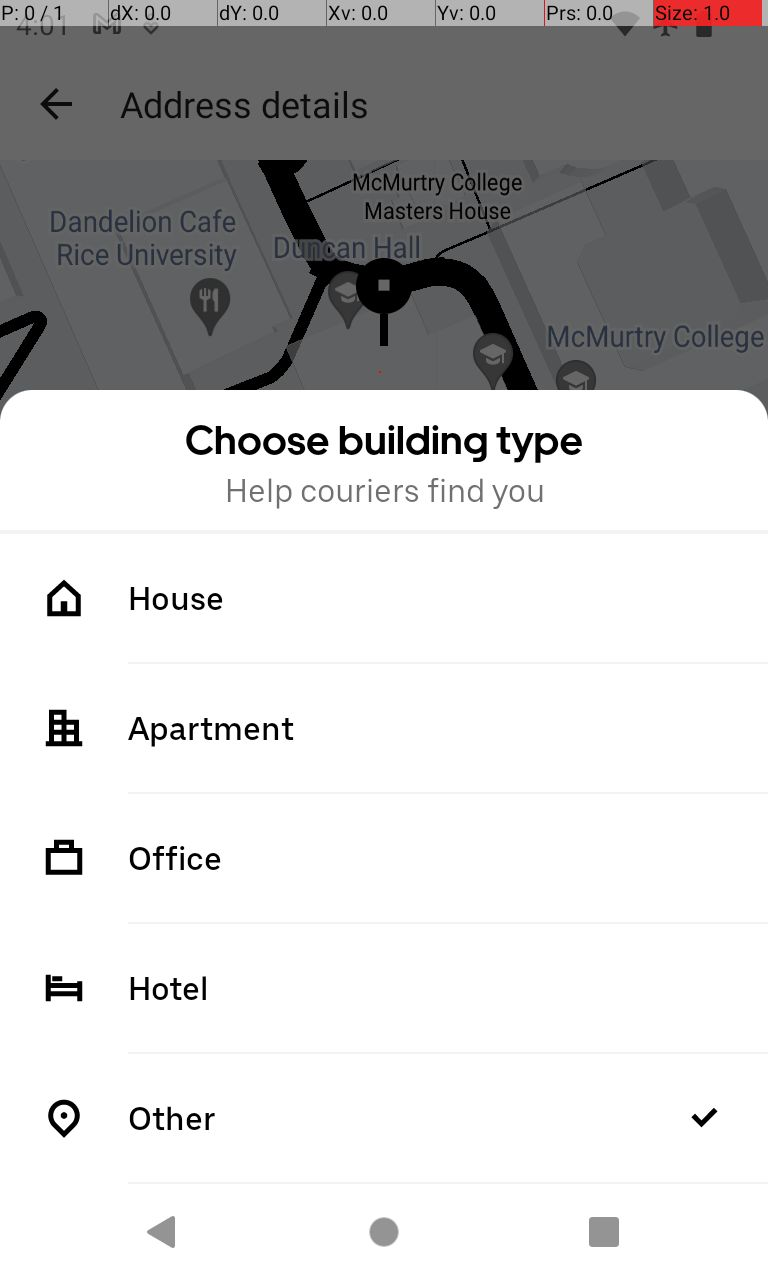 P: 0 / 1 dX: 0.0 dY: 0.0 Xv: 0.0 Yv: 0.0 Prs: 0.0 Size: 1.0
4:01
Address details
McMurtry College
Masters House
Dandelion Cafe
Rice University
Duncan Hall
McMurtry College
Choose building type
Help couriers find you
House
Apartment
Office
Hotel
Other